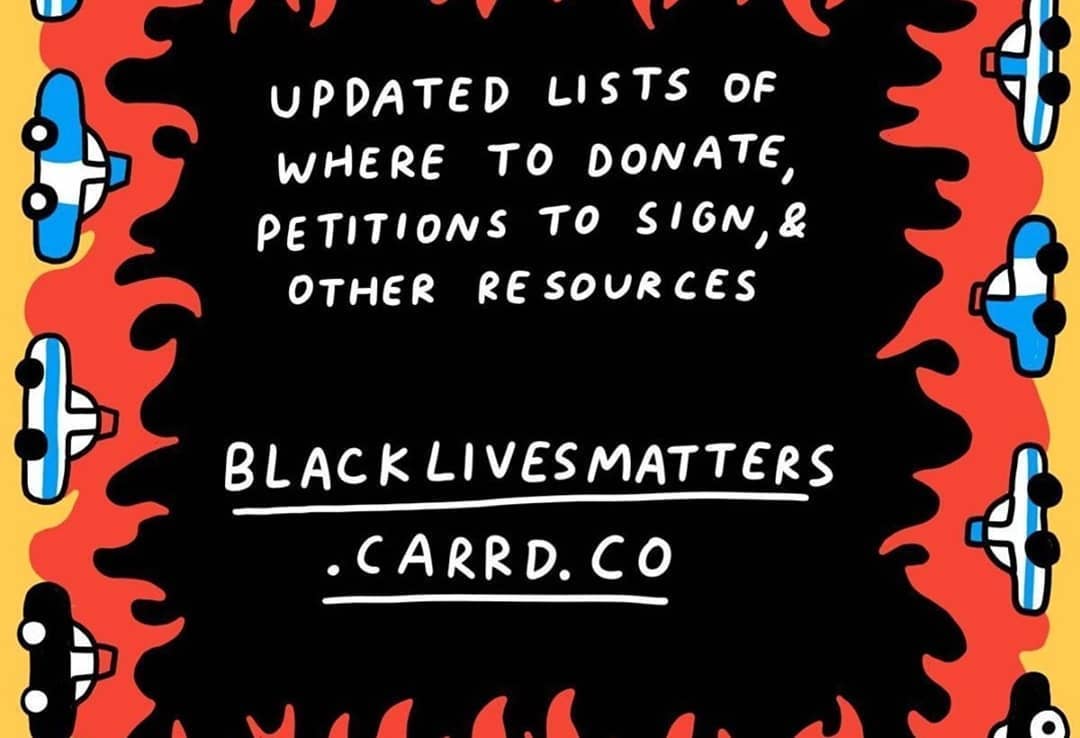 UPDATED LISTS OF
WHERE TO DONATE,
PETITIONS TO SIGN, &
OTHER RESOURCES
BLACKLIVESMATTERS
.CARRD.CO